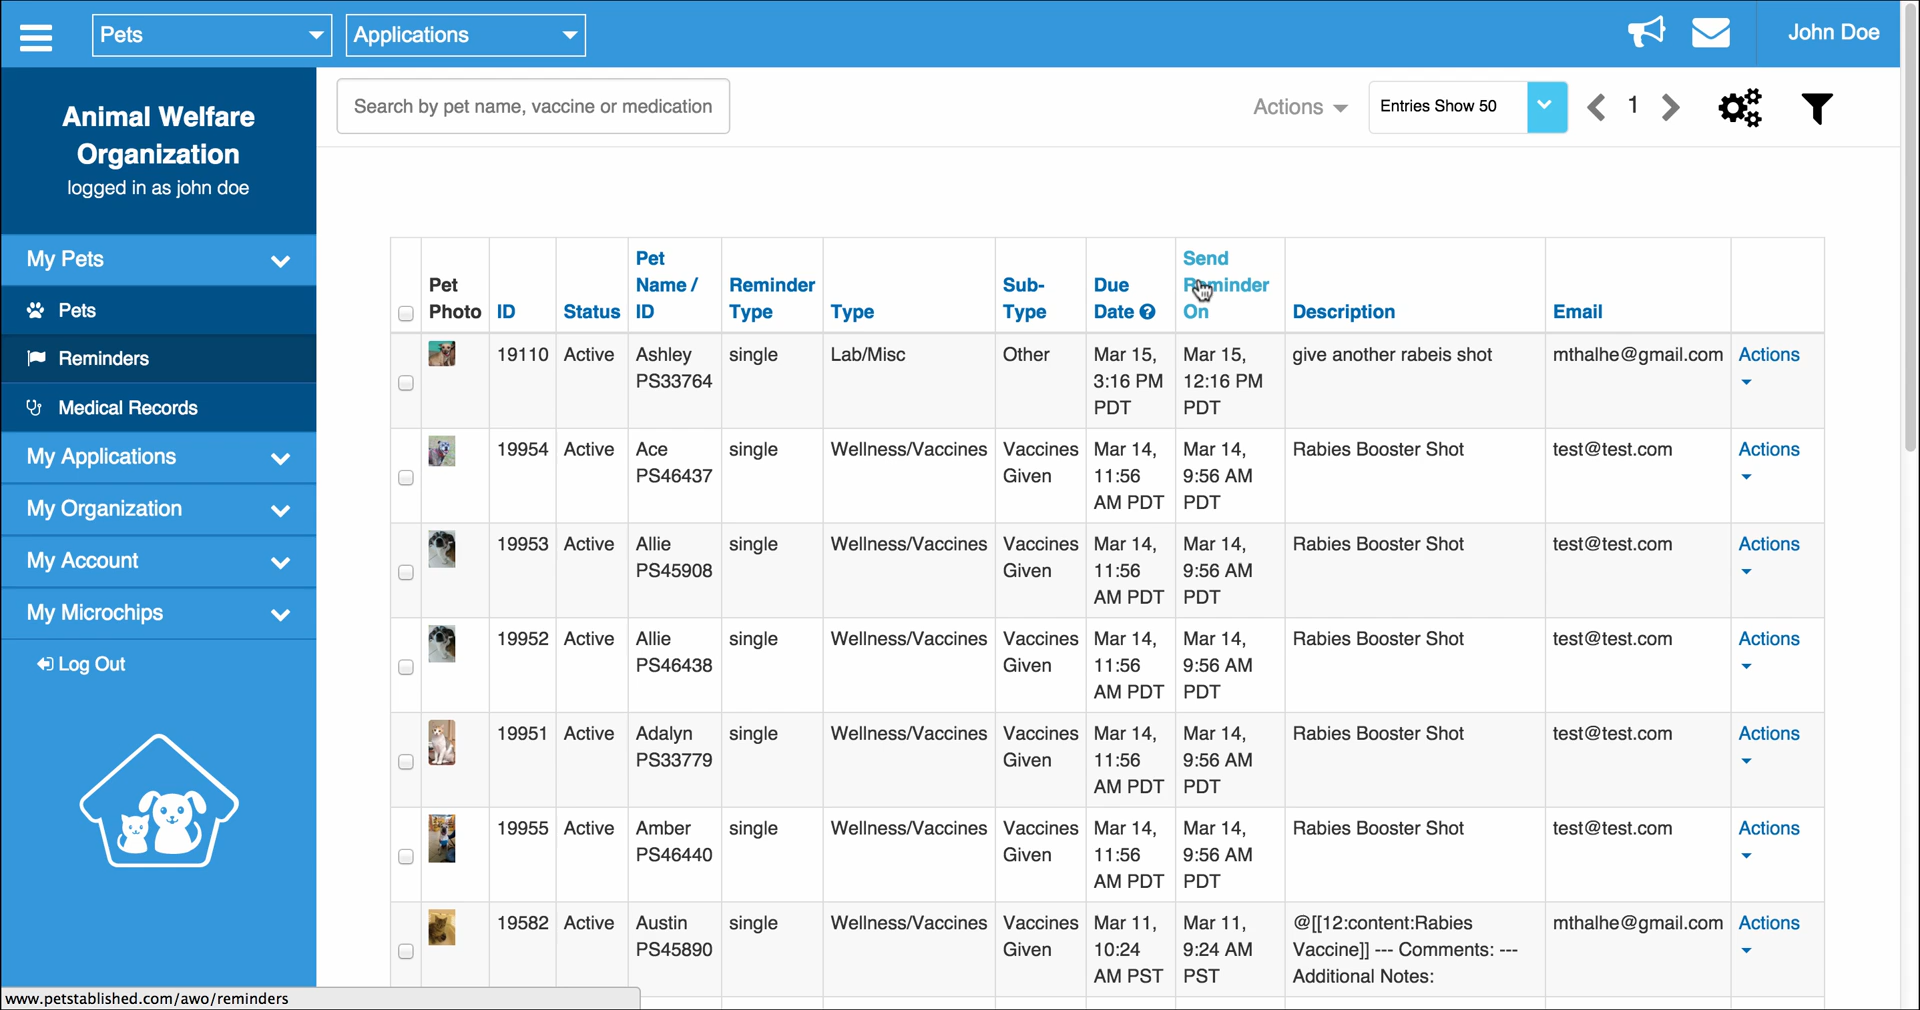 Pets
Applications
John Doe
Animal Welfare
Organization
logged in as john doe
My Pets
Pets
Reminders
Medical Records
My Applications
My Organization
My Account
My Microchips
Log Out
Search by pet name, vaccine or medication
Actions
Entries Show 50
1
Pet
Photo
ID
Status
Pet
Name /
ID
Reminder
Type
Type
Sub-
Type
Due
Date ?
Send
Reminder
On
Description
Email
19110
Active
Ashley
PS33764
single
Lab/Misc
Other
Mar 15,
3:16 PM
PDT
Mar 15,
12:16 PM
PDT
give another rabeis shot
mthalhe@gmail.com
Actions
19954
Active
Ace
PS46437
single
Wellness/Vaccines
Vaccines
Given
Mar 14,
11:56
AM PDT
Mar 14,
9:56 AM
PDT
Rabies Booster Shot
test@test.com
Actions
19953
Active
Allie
PS45908
single
Wellness/Vaccines
Vaccines
Given
Mar 14,
11:56
AM PDT
Mar 14,
9:56 AM
PDT
Rabies Booster Shot
test@test.com
Actions
19952
Active
Allie
PS46438
single
Wellness/Vaccines
Vaccines
Given
Mar 14,
11:56
AM PDT
Mar 14,
9:56 AM
PDT
Rabies Booster Shot
test@test.com
Actions
19951
Active
Adalyn
PS33779
single
Wellness/Vaccines
Vaccines
Given
Mar 14,
11:56
AM PDT
Mar 14,
9:56 AM
PDT
Rabies Booster Shot
test@test.com
Actions
19955
Active
Amber
PS46440
single
Wellness/Vaccines
Vaccines
Given
Mar 14,
11:56
AM PDT
Mar 14,
9:56 AM
PDT
Rabies Booster Shot
test@test.com
Actions
19582
Active
Austin
PS45890
single
Wellness/Vaccines
Vaccines
Given
Mar 11,
10:24
AM PST
Mar 11,
9:24 AM
PST
@[[12:content:Rabies
Vaccine]] --- Comments: ---
Additional Notes:
mthalhe@gmail.com
Actions
www.petstablished.com/awo/reminders